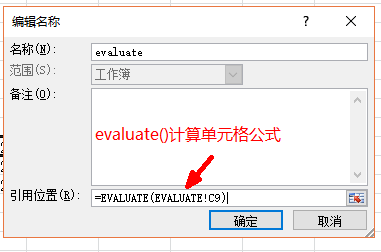 编辑名称
? ×
名称(N): evaluate
范围(S): 工作簿
备注(O):
evaluate()计算单元格公式
引用位置(R): =EVALUATE(EVALUATE!C9)
确定 取消